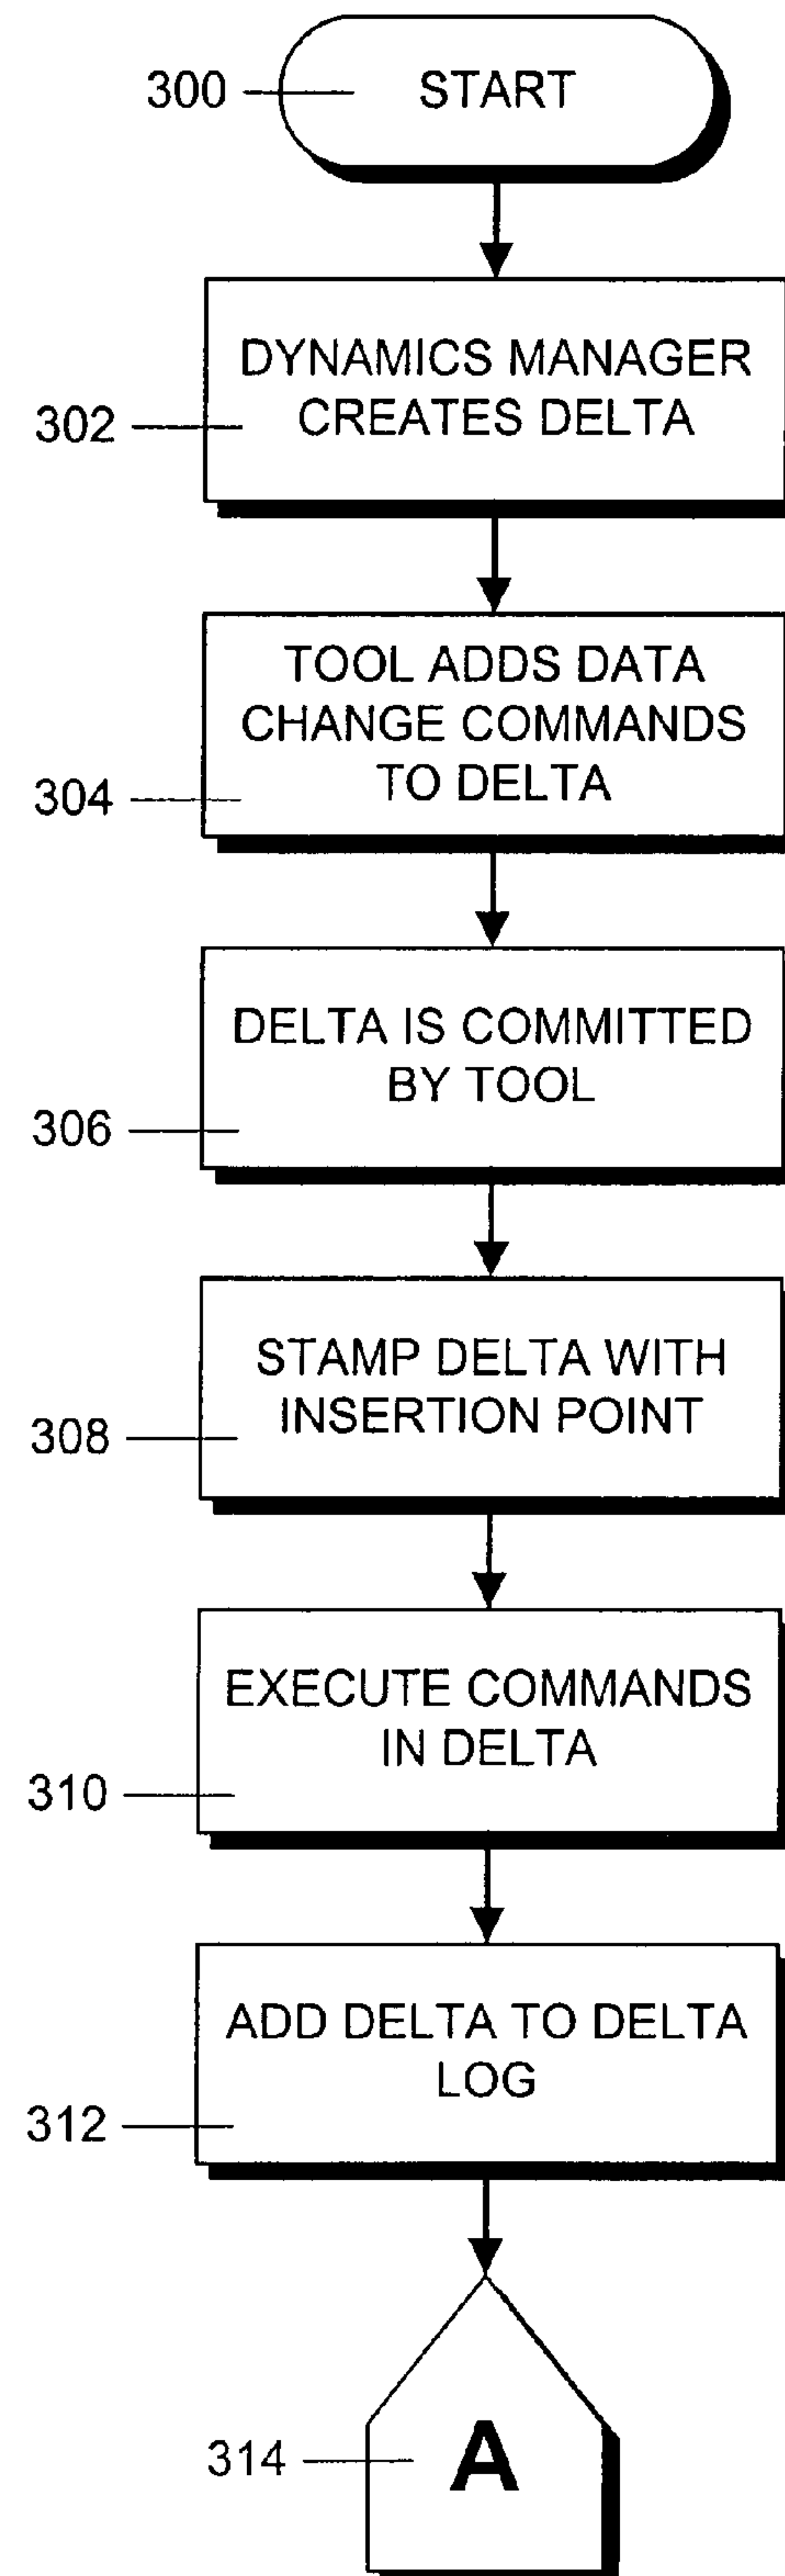 300
START
DYNAMICS MANAGER
CREATES DELTA
302
TOOL ADDS DATA
CHANGE COMMANDS
TO DELTA
304
DELTA IS COMMITTED
BY TOOL
306
STAMP DELTA WITH
INSERTION POINT
308
EXECUTE COMMANDS
IN DELTA
310
ADD DELTA TO DELTA
LOG
312
A
314